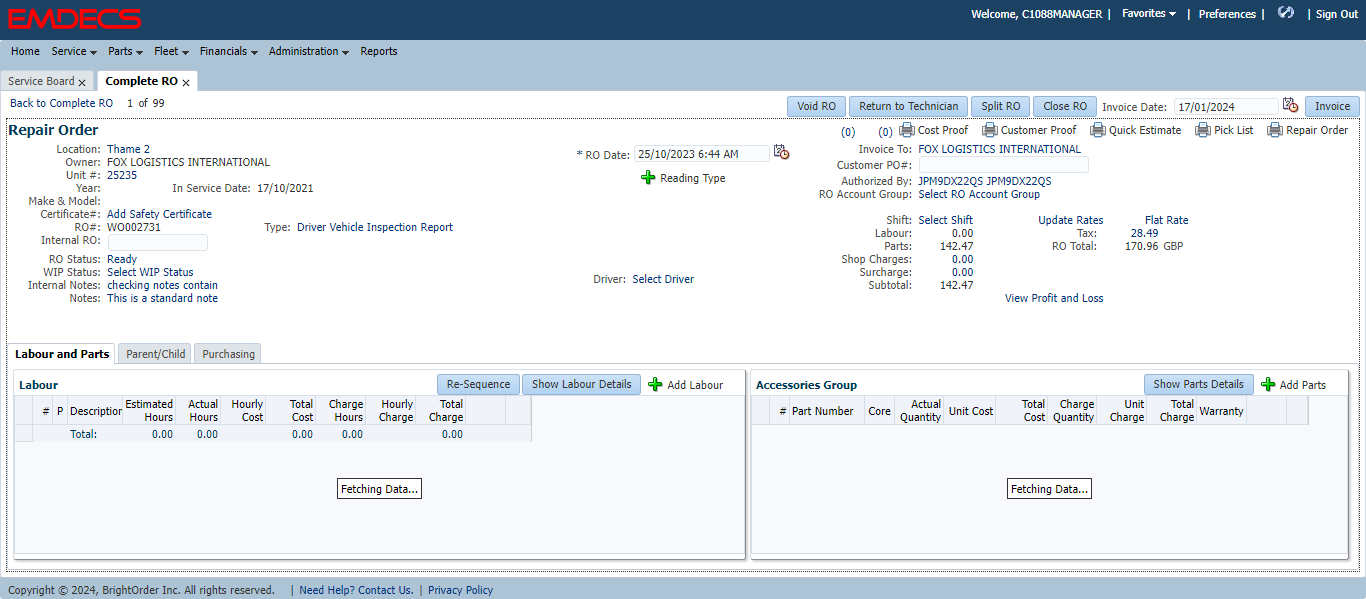 EMDECS
Welcome, C1088MANAGER | Favorites | Preferences | | Sign Out
Home Service Parts Fleet Financials Administration Reports
Service Board x Complete RO x
Back to Complete RO 1 of 99
Void RO Return to Technician Split RO Close RO Invoice Date: 17/01/2024 Invoice
Repair Order
(0) (0) Cost Proof Customer Proof Quick Estimate Pick List Repair Order
Location: Thame 2
Owner: FOX LOGISTICS INTERNATIONAL
Unit #: 25235
Year: In Service Date: 17/10/2021
Make & Model:
Certificate#: Add Safety Certificate
RO#: WO002731 Type: Driver Vehicle Inspection Report
Internal RO:
RO Status: Ready
WIP Status: Select WIP Status
Internal Notes: checking notes contain
Notes: This is a standard note
* RO Date: 25/10/2023 6:44 AM
Reading Type
Driver: Select Driver
Invoice To: FOX LOGISTICS INTERNATIONAL
Customer PO#:
Authorized By: JPM9DX22QS JPM9DX22QS
RO Account Group: Select RO Account Group
Shift: Select Shift Update Rates Flat Rate
Labour: 0.00 Tax: 28.49
Parts: 142.47 RO Total: 170.96 GBP
Shop Charges: 0.00
Surcharge: 0.00
Subtotal: 142.47
View Profit and Loss
Labour and Parts Parent/Child Purchasing
Labour Re-Sequence Show Labour Details Add Labour
# P Description Estimated Hours Actual Hours Hourly Cost Total Cost Charge Hours Hourly Charge Total Charge
Total: 0.00 0.00 0.00 0.00 0.00
Fetching Data...
Accessories Group Show Parts Details Add Parts
# Part Number Core Actual Quantity Unit Cost Total Cost Charge Quantity Unit Charge Total Charge Warranty
Fetching Data...
Copyright © 2024, BrightOrder Inc. All rights reserved. | Need Help? Contact Us. | Privacy Policy